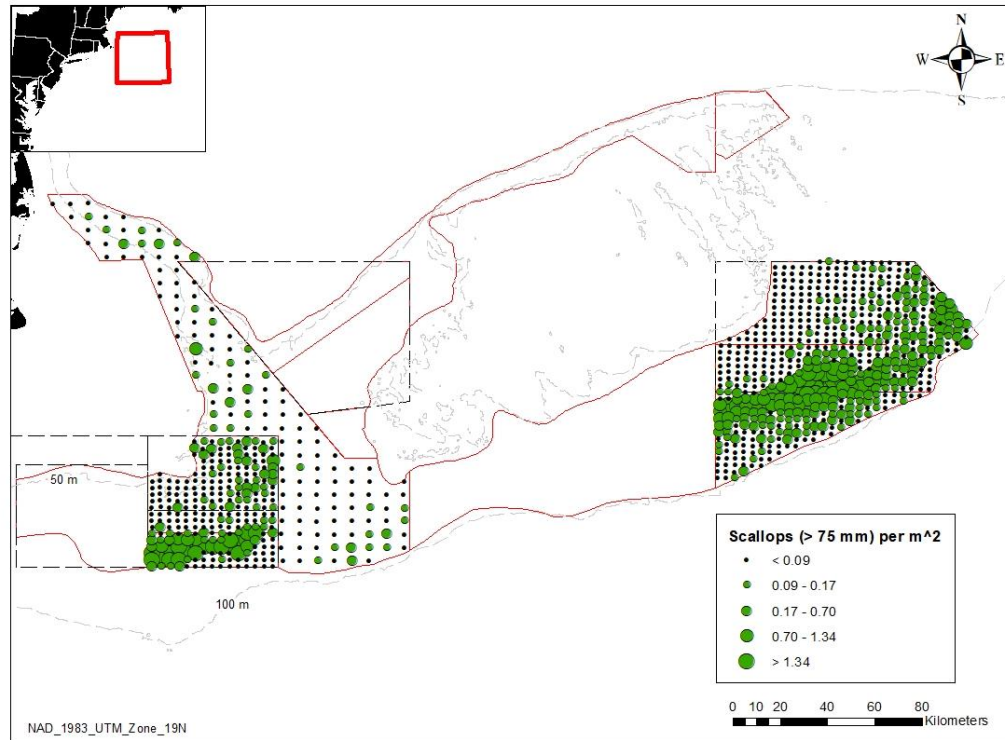 N
W E
S
50 m
100 m
Scallops (> 75 mm) per m^2
< 0.09
0.09 - 0.17
0.17 - 0.70
0.70 - 1.34
> 1.34
0 10 20 40 60 80
Kilometers
NAD_1983_UTM_Zone_19N